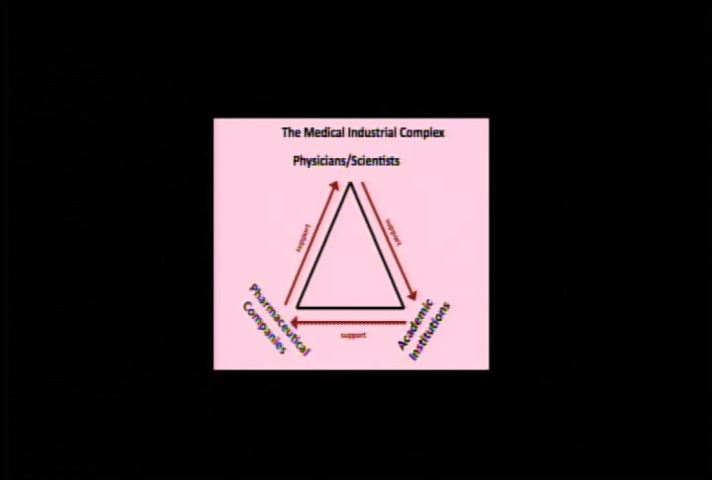 The Medical Industrial Complex
Physicians/Scientists
support
support
Pharmaceutical
Companies
Academic
Institutions
support